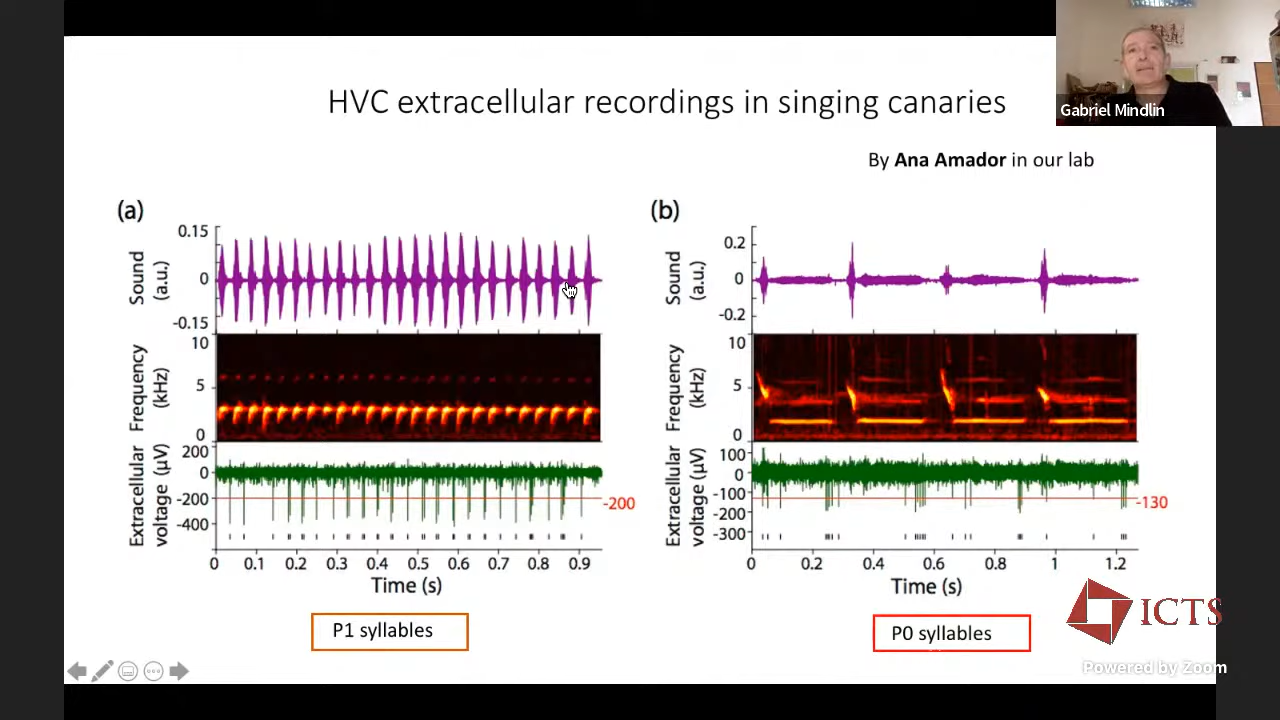 HVC extracellular recordings in singing canaries
Gabriel Mindlin
By Ana Amador in our lab
(a)
Sound
(a.u.)
0.15
0
-0.15
Frequency
(kHz)
10
5
0
Extracellular
voltage (μV)
200
0
-200
-400
-200
0 0.1 0.2 0.3 0.4 0.5 0.6 0.7 0.8 0.9
Time (s)
P1 syllables
(b)
Sound
(a.u.)
0.2
0
-0.2
Frequency
(kHz)
10
5
0
Extracellular
voltage (μV)
100
0
-100
-200
-300
-130
0 0.2 0.4 0.6 0.8 1 1.2
Time (s)
P0 syllables
ICTS
Powered by Zoom